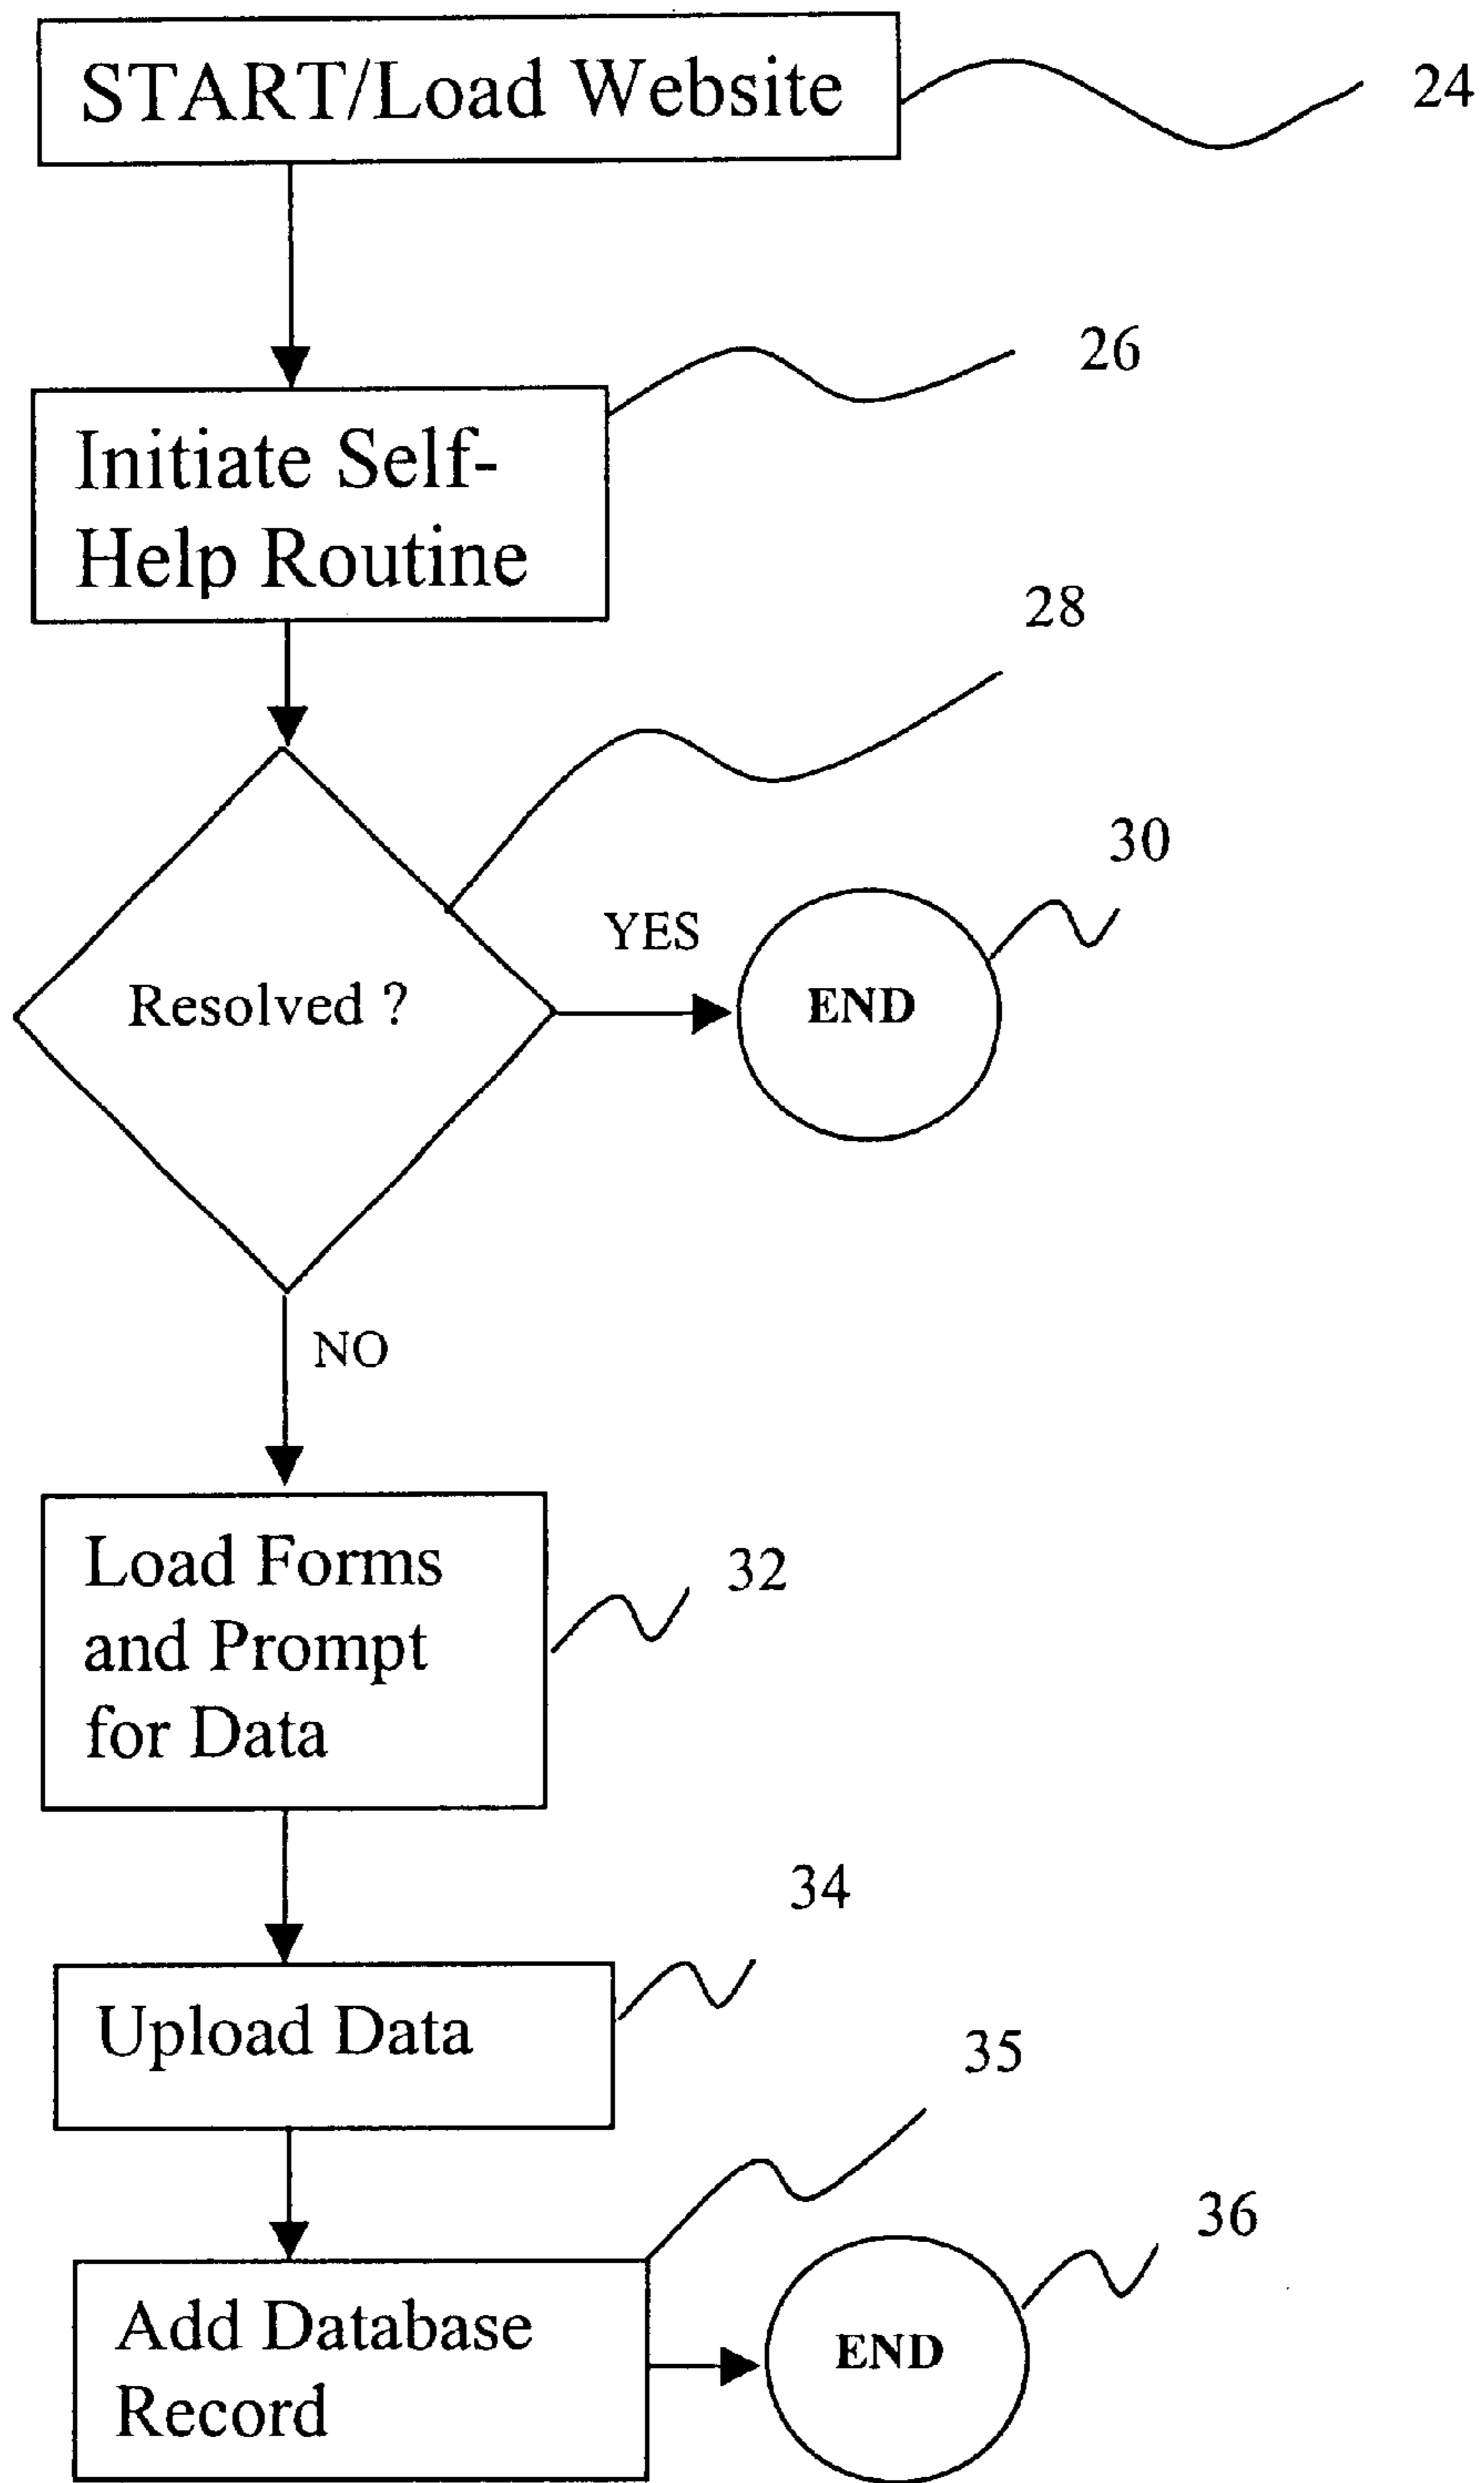 START/Load Website
24
26
Initiate Self-
Help Routine
28
30
YES
Resolved ?
END
NO
Load Forms
and Prompt
for Data
32
34
Upload Data
35
36
Add Database
Record
END